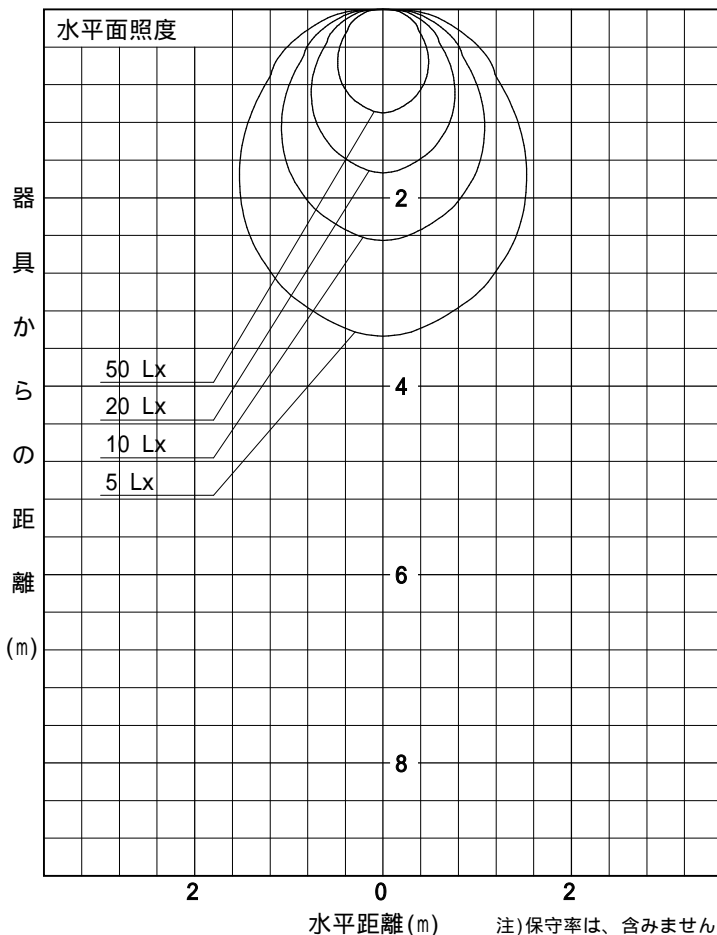 水平面照度
器具からの距離(m)
2
4
6
8
50 Lx
20 Lx
10 Lx
5 Lx
2
0
2
水平距離(m)
注)保守率は、含みません